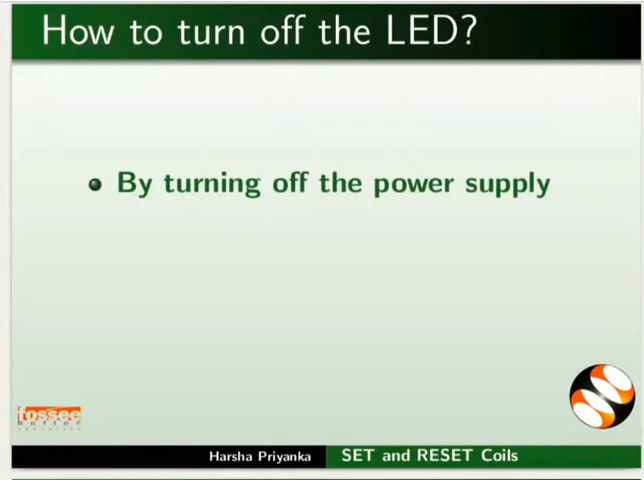 How to turn off the LED?
By turning off the power supply
fossee
Harsha Priyanka
SET and RESET Coils